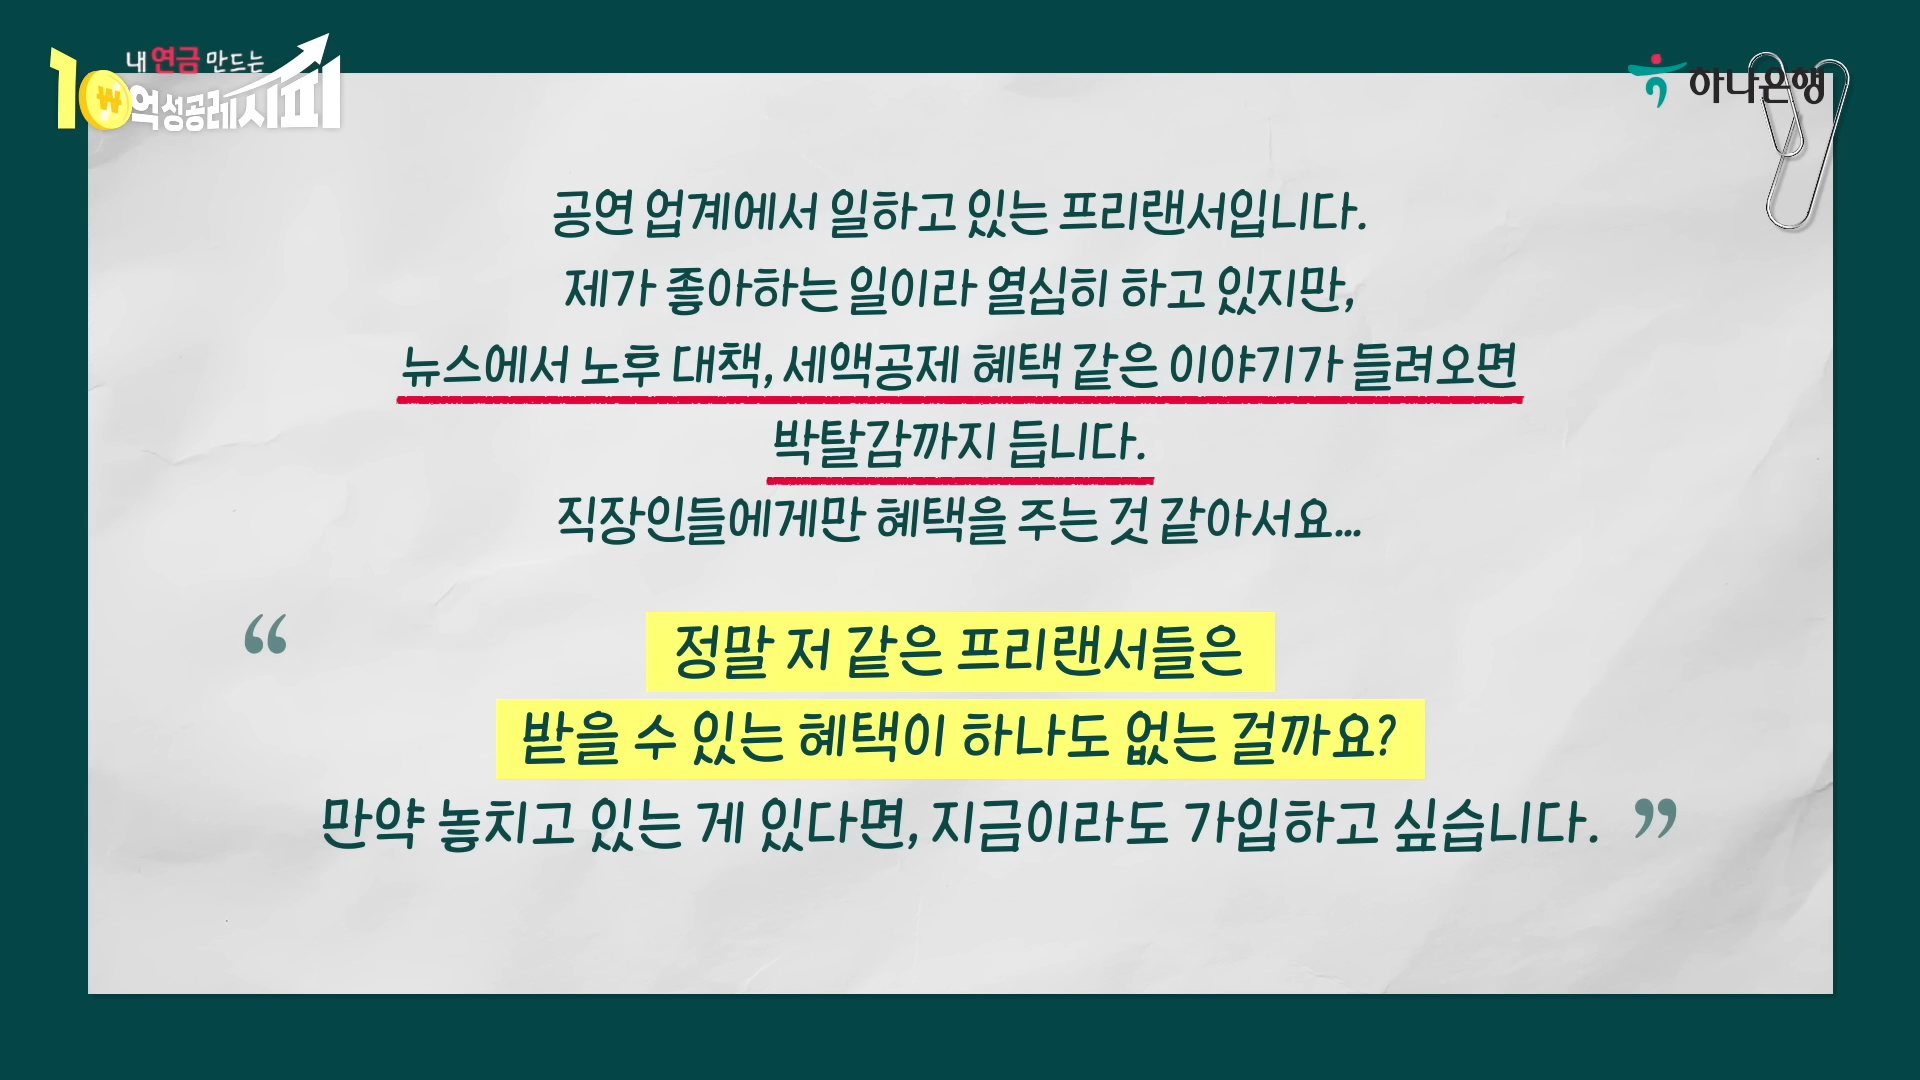 내 연금 만드는
10억 성공레시피
하나은행
공연 업계에서 일하고 있는 프리랜서입니다.
제가 좋아하는 일이라 열심히 하고 있지만,
뉴스에서 노후 대책, 세액공제 혜택 같은 이야기가 들려오면
박탈감까지 듭니다.
직장인들에게만 혜택을 주는 것 같아서요...
“ 정말 저 같은 프리랜서들은
받을 수 있는 혜택이 하나도 없는 걸까요?
만약 놓치고 있는 게 있다면, 지금이라도 가입하고 싶습니다. ”